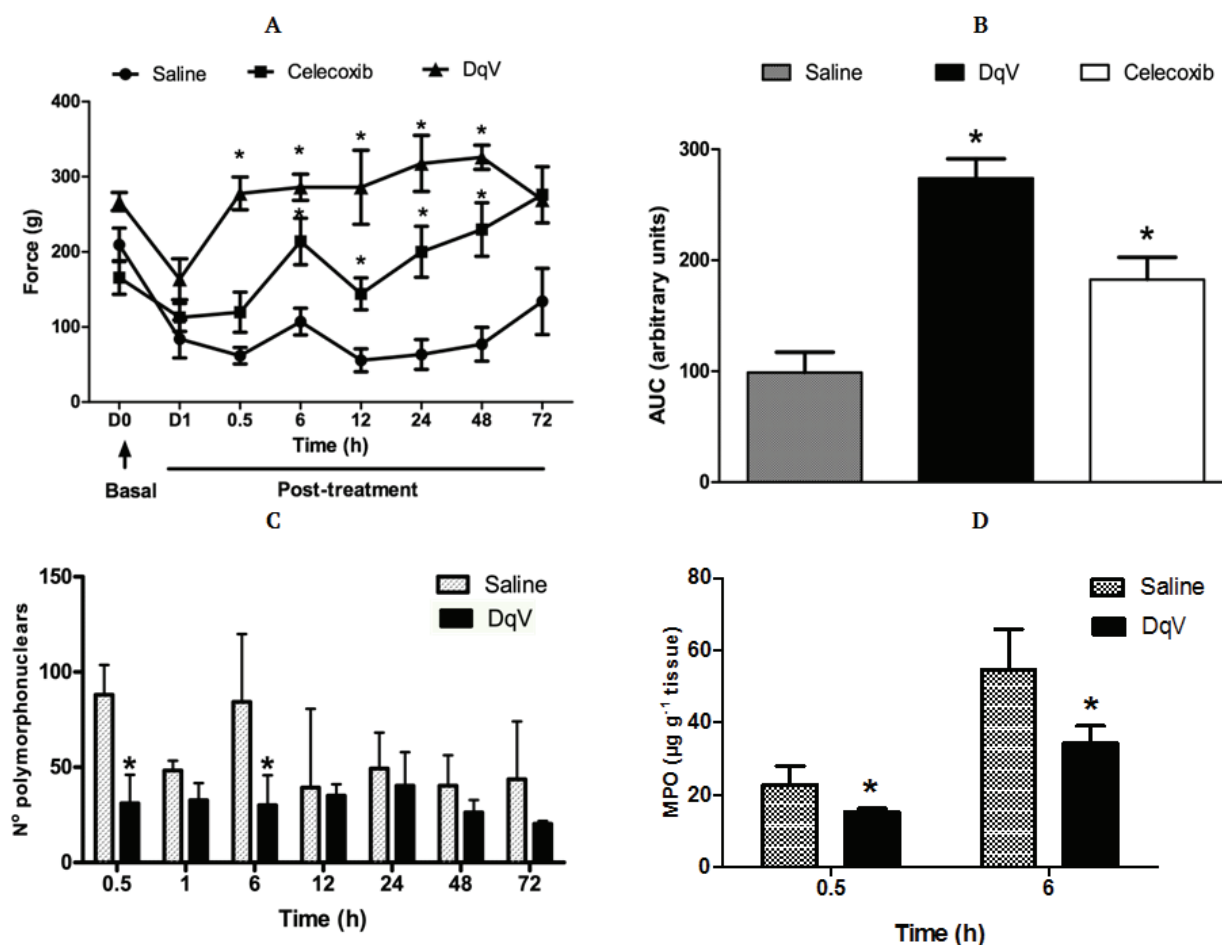 A
Saline Celecoxib DqV
400
300
200
100
0
Force (g)
* * * * *
* * * *
D0 D1 0.5 6 12 24 48 72
Time (h)
Basal Post-treatment
B
Saline DqV Celecoxib
300
200
100
0
AUC (arbitrary units)
* *
C
Saline
DqV
150
100
50
0
N° polymorphonuclears
* *
0.5 1 6 12 24 48 72
Time (h)
D
Saline
DqV
80
60
40
20
0
MPO (µg g⁻¹ tissue)
* *
0.5 6
Time (h)